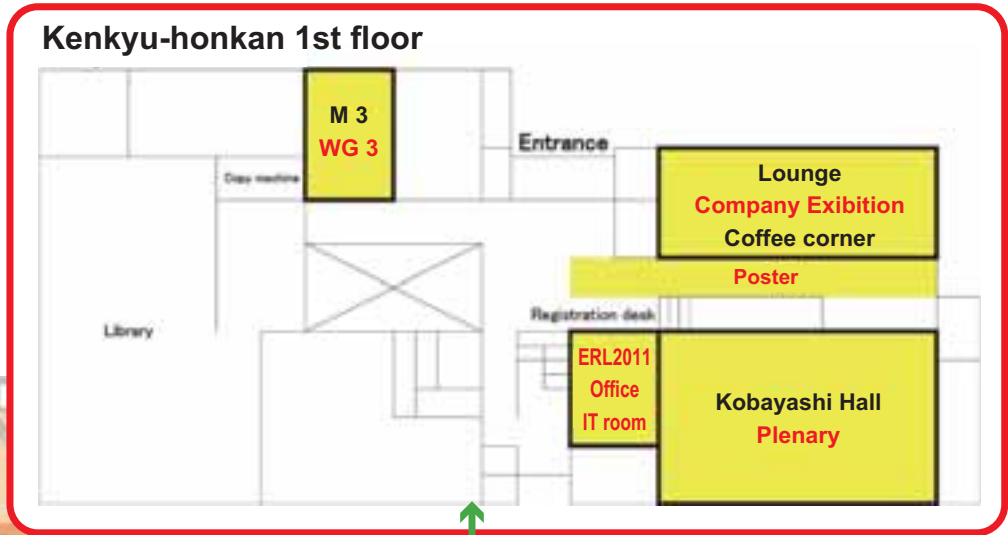 Kenkyu-honkan 1st floor
M 3
WG 3
Entrance
Copy machine
Lounge
Company Exibition
Coffee corner
Poster
Registration desk
Library
ERL2011
Office
IT room
Kobayashi Hall
Plenary